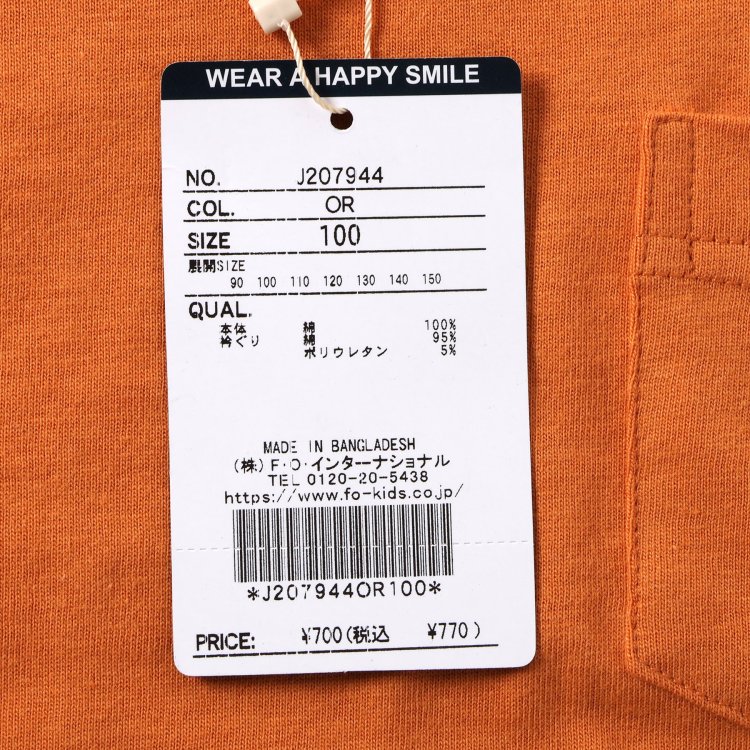 WEAR A HAPPY SMILE
NO. J207944
COL. OR
SIZE 100
展開SIZE
90 100 110 120 130 140 150
QUAL.
本体 綿 100%
衿ぐり 綿 95%
ポリウレタン 5%
MADE IN BANGLADESH
(株)F・O・インターナショナル
TEL 0120-20-5438
https://www.fo-kids.co.jp/
*J207944OR100*
PRICE: ¥700(税込 ¥770)